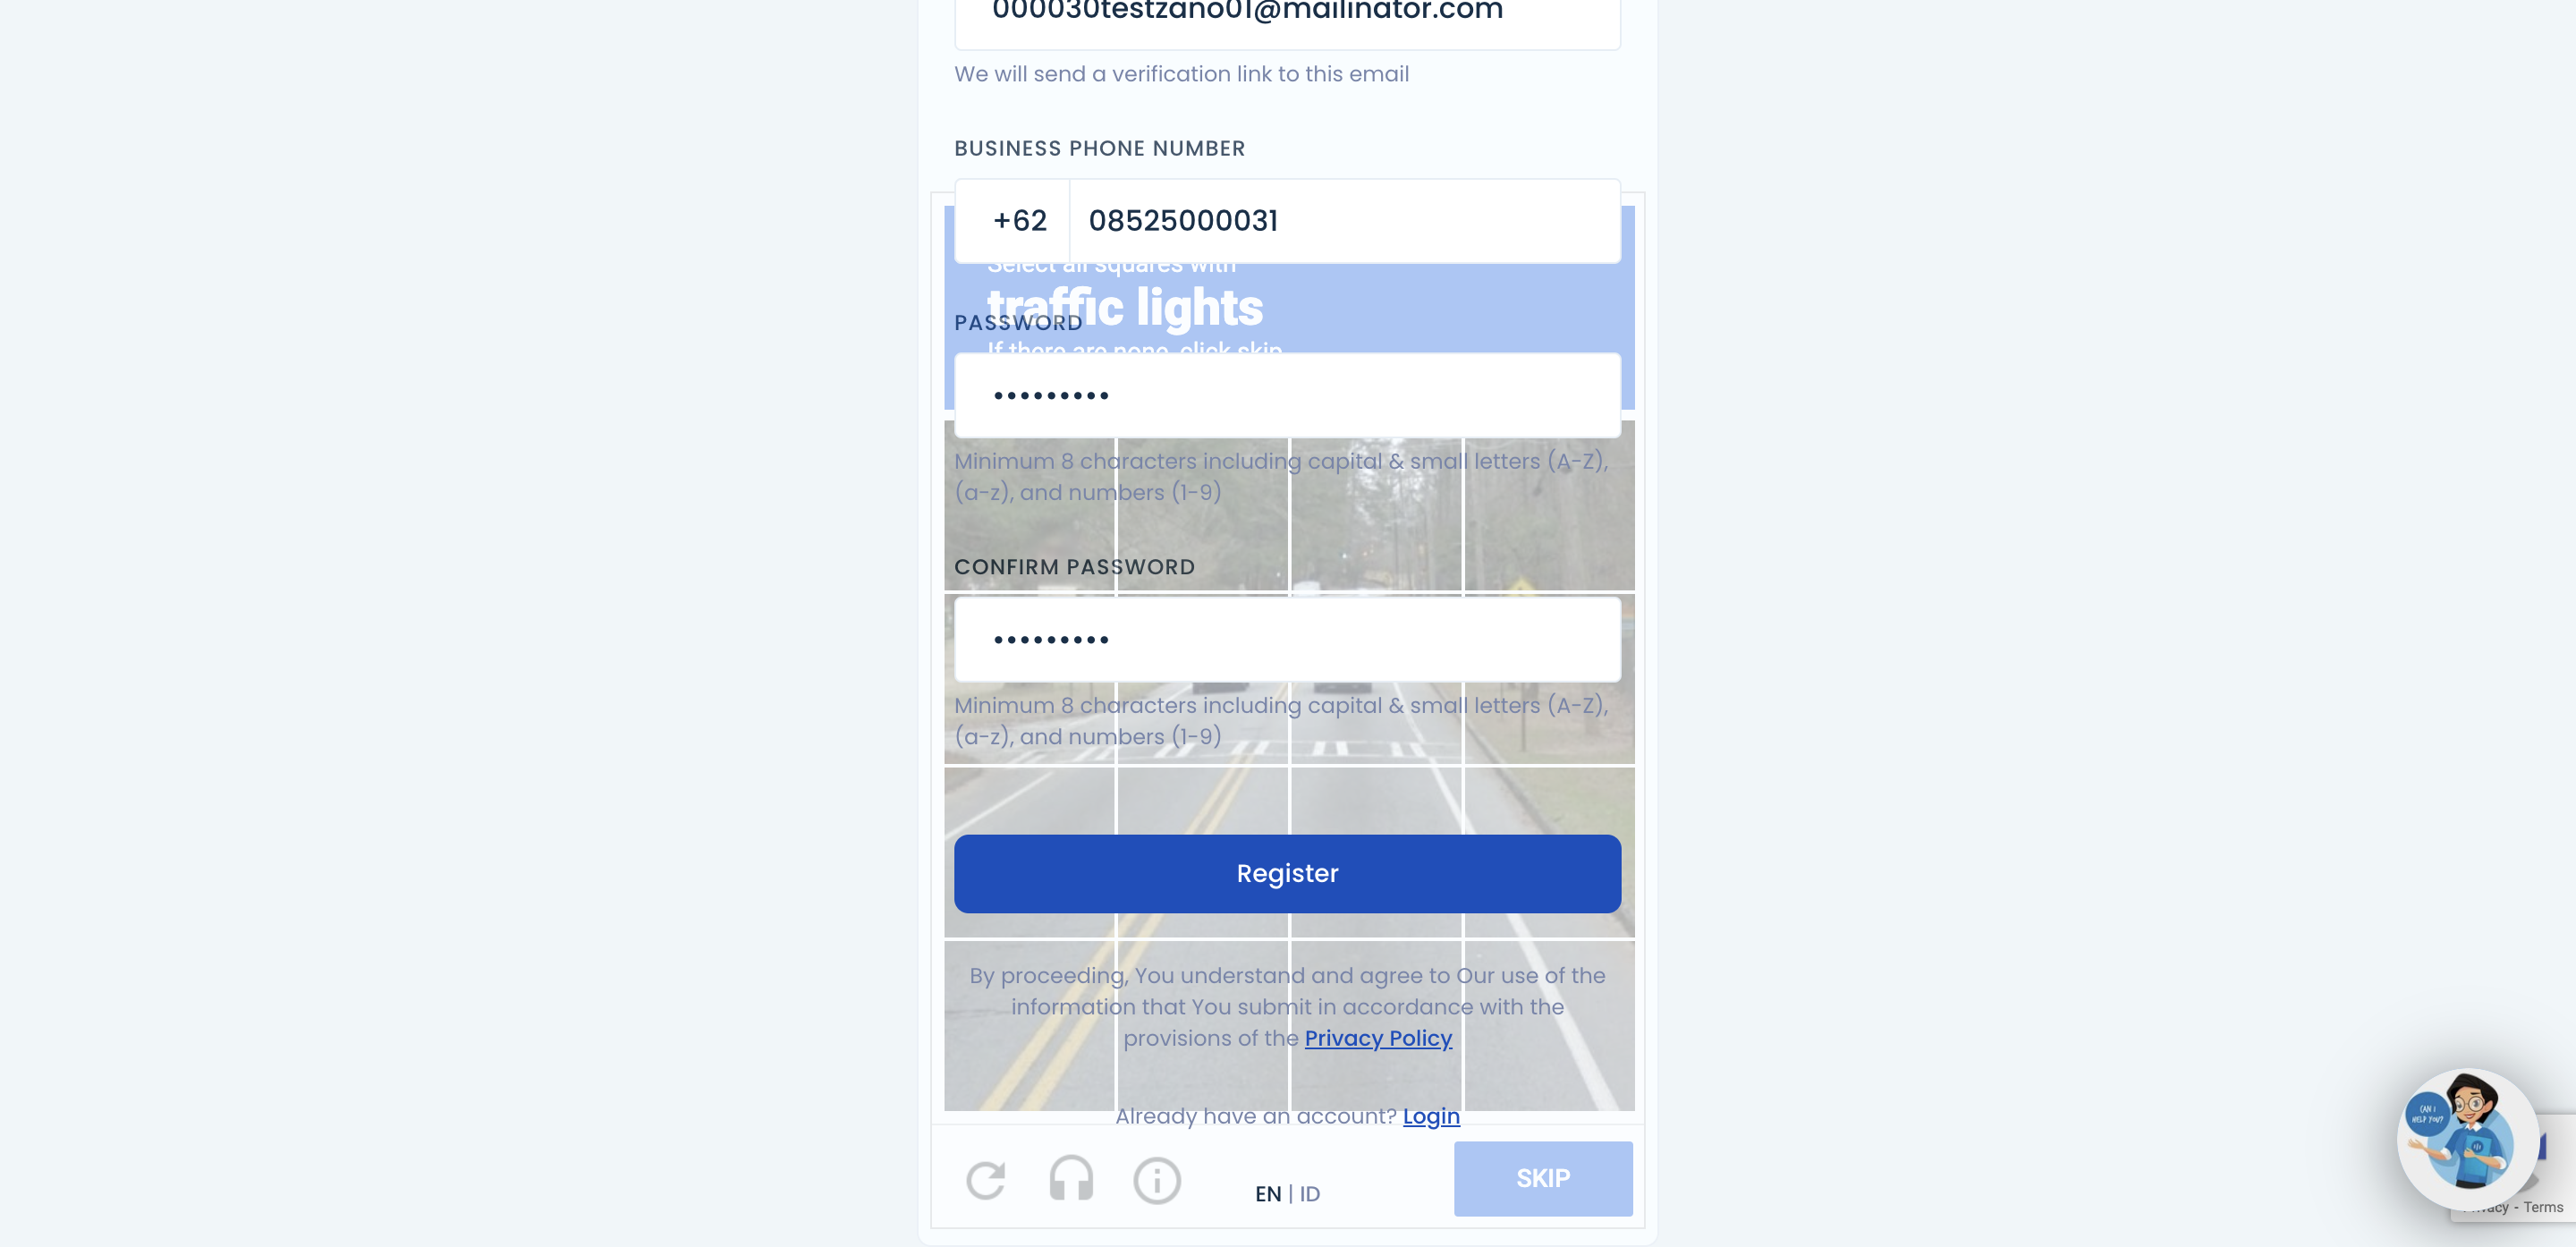 000030testzano01@mailinator.com
We will send a verification link to this email
BUSINESS PHONE NUMBER
+62 08525000031
Select all squares with
traffic lights
PASSWORD
If there are none, click skip
•••••••••
Minimum 8 characters including capital & small letters (A-Z),
(a-z), and numbers (1-9)
CONFIRM PASSWORD
•••••••••
Minimum 8 characters including capital & small letters (A-Z),
(a-z), and numbers (1-9)
Register
By proceeding, You understand and agree to Our use of the
information that You submit in accordance with the
provisions of the Privacy Policy
Already have an account? Login
EN | ID
SKIP
CAN I
HELP YOU?
Privacy - Terms